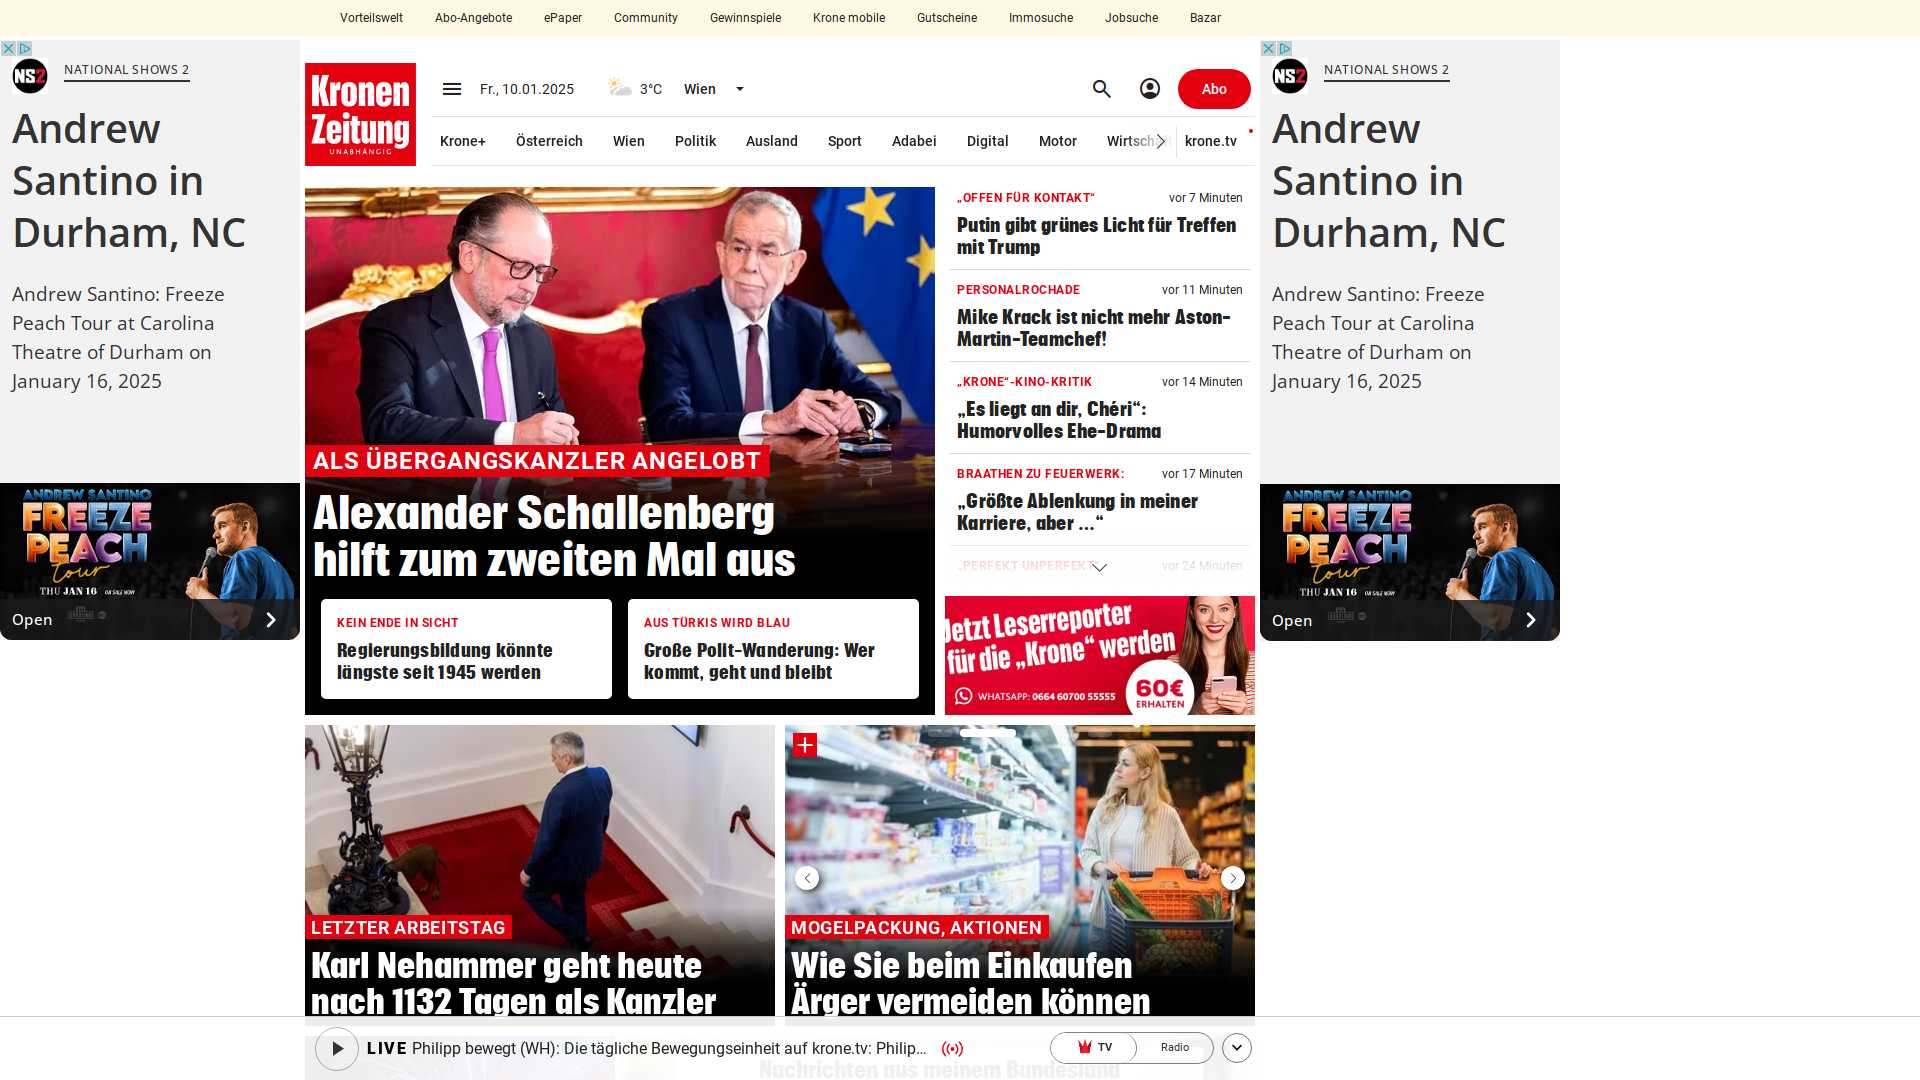 Vorteilswelt
Abo-Angebote
ePaper
Community
Gewinnspiele
Krone mobile
Gutscheine
Immosuche
Jobsuche
Bazar
NS2
NATIONAL SHOWS 2
Andrew
Santino in
Durham, NC
Andrew Santino: Freeze
Peach Tour at Carolina
Theatre of Durham on
January 16, 2025
ANDREW SANTINO
FREEZE
PEACH
tour
THU JAN 16 ON SALE NOW
Open
Kronen
Zeitung
UNABHÄNGIG
Fr., 10.01.2025
3°C
Wien
Abo
Krone+
Österreich
Wien
Politik
Ausland
Sport
Adabei
Digital
Motor
Wirtschaft
krone.tv
ALS ÜBERGANGSKANZLER ANGELOBT
Alexander Schallenberg
hilft zum zweiten Mal aus
KEIN ENDE IN SICHT
Regierungsbildung könnte
längste seit 1945 werden
AUS TÜRKIS WIRD BLAU
Große Polit-Wanderung: Wer
kommt, geht und bleibt
„OFFEN FÜR KONTAKT“ vor 7 Minuten
Putin gibt grünes Licht für Treffen
mit Trump
PERSONALROCHADE vor 11 Minuten
Mike Krack ist nicht mehr Aston-
Martin-Teamchef!
„KRONE“-KINO-KRITIK vor 14 Minuten
„Es liegt an dir, Chéri“:
Humorvolles Ehe-Drama
BRAATHEN ZU FEUERWERK: vor 17 Minuten
„Größte Ablenkung in meiner
Karriere, aber ...“
„PERFEKT UNPERFEKT“ vor 24 Minuten
Jetzt Leserreporter
für die „Krone“ werden
WHATSAPP: 0664 60700 55555
60€
ERHALTEN
LETZTER ARBEITSTAG
Karl Nehammer geht heute
nach 1132 Tagen als Kanzler
MOGELPACKUNG, AKTIONEN
Wie Sie beim Einkaufen
Ärger vermeiden können
NS2
NATIONAL SHOWS 2
Andrew
Santino in
Durham, NC
Andrew Santino: Freeze
Peach Tour at Carolina
Theatre of Durham on
January 16, 2025
ANDREW SANTINO
FREEZE
PEACH
tour
THU JAN 16 ON SALE NOW
Open
LIVE Philipp bewegt (WH): Die tägliche Bewegungseinheit auf krone.tv: Philip...
TV
Radio
Nachrichten aus meinem Bundesland